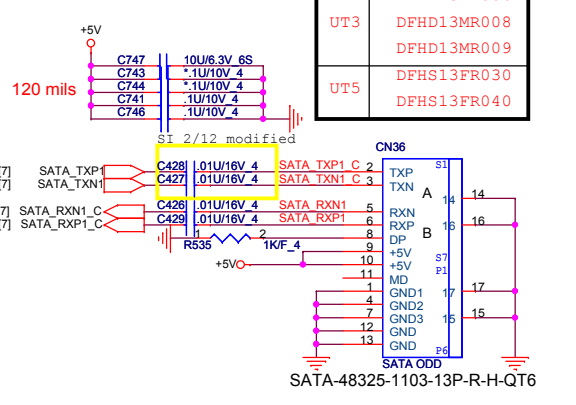 UT3
DFHD13MR008
DFHD13MR009
UT5
DFHS13FR030
DFHS13FR040
+5V
120 mils
C747 10U/6.3V_6S
C743 *.1U/10V_4
C744 *.1U/10V_4
C741 .1U/10V_4
C746 .1U/10V_4
SI 2/12 modified
CN36
7] SATA_TXP1 C428 .01U/16V_4 SATA_TXP1_C 2 TXP S1
7] SATA_TXN1 C427 .01U/16V_4 SATA_TXN1_C 3 TXN
A 14 14
7] SATA_RXN1_C C426 .01U/16V_4 SATA_RXN1 5 RXN
7] SATA_RXP1_C C429 .01U/16V_4 SATA_RXP1 6 RXP
B 16 16
R535 1 2 1K/F_4 8 DP
9 +5V S7
+5V 10 +5V P1
11 MD
1 GND1 17 17
4 GND2
7 GND3 15 15
12 GND
13 GND P6
SATA ODD
SATA-48325-1103-13P-R-H-QT6